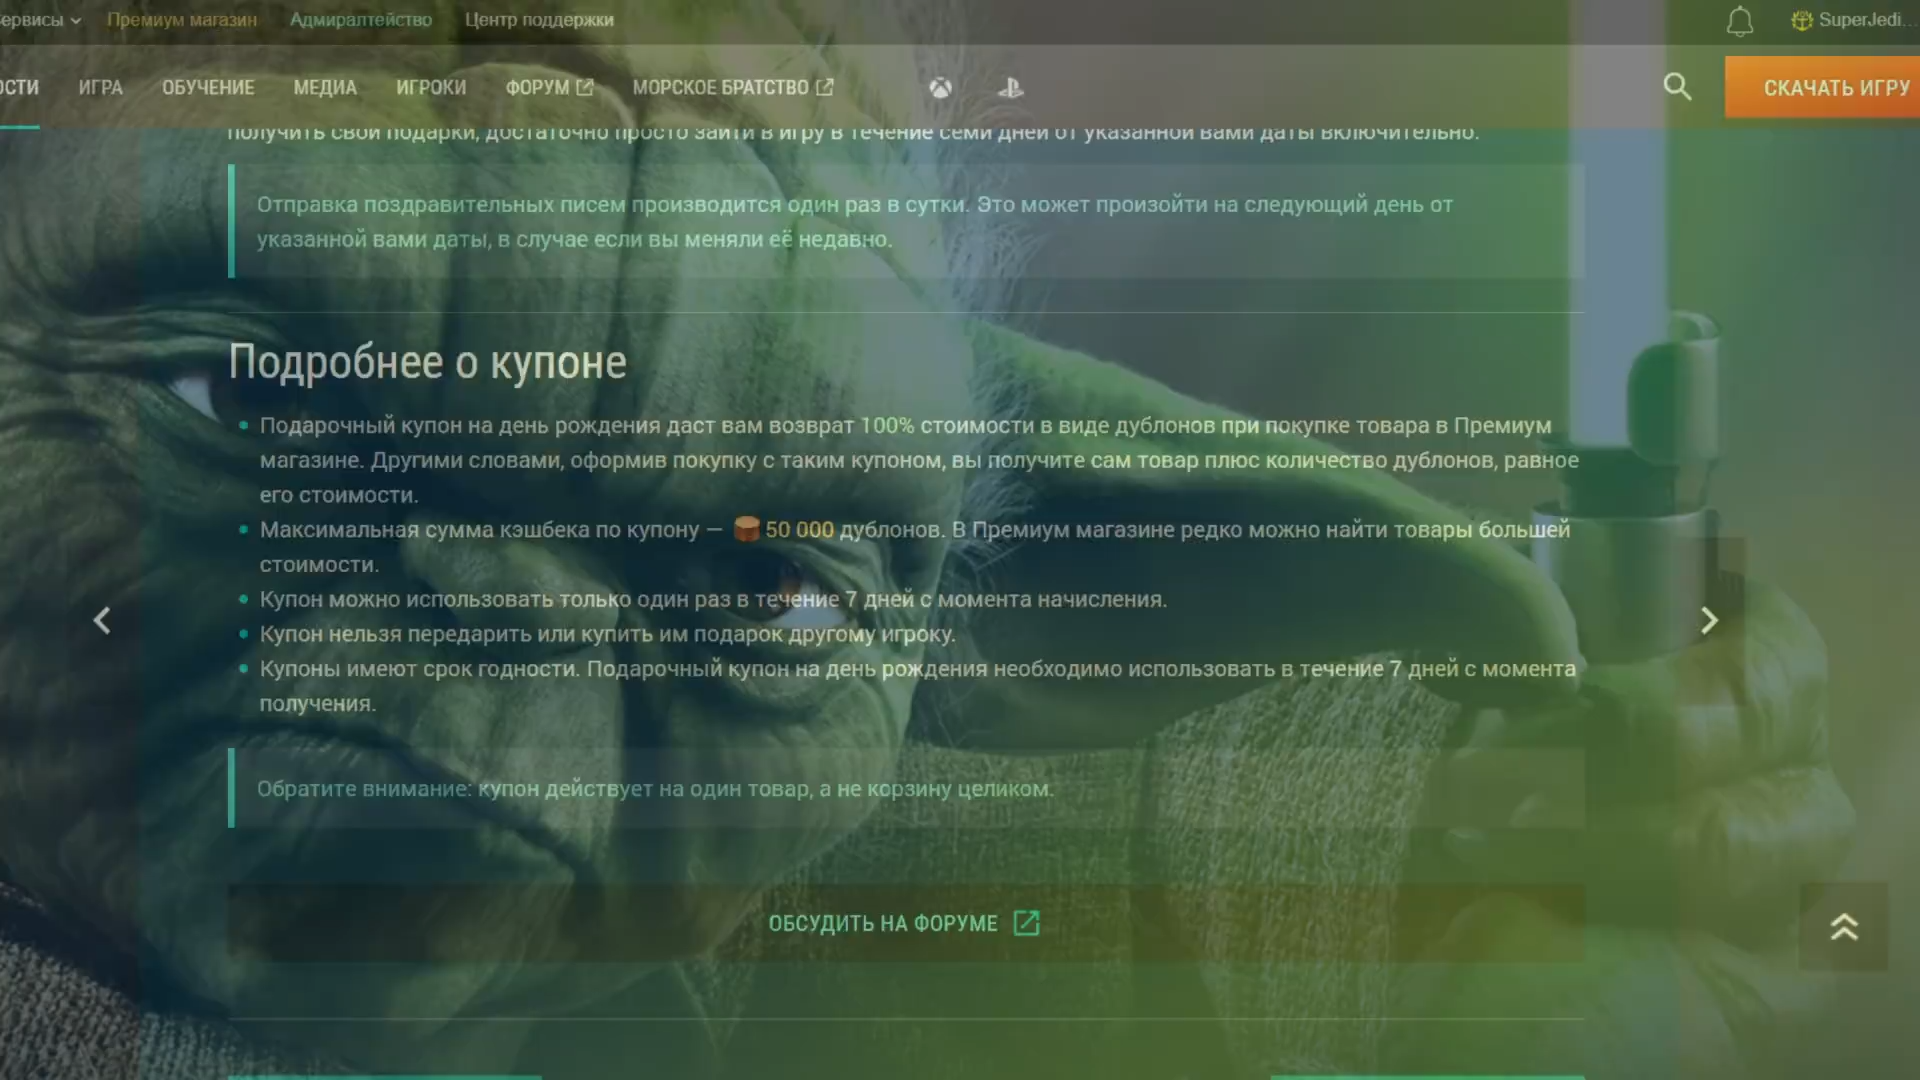 ервисы Премиум магазин Адмиралтейство Центр поддержки SuperJedi...
ОСТИ ИГРА ОБУЧЕНИЕ МЕДИА ИГРОКИ ФОРУМ МОРСКОЕ БРАТСТВО СКАЧАТЬ ИГРУ
получить свои подарки, достаточно просто зайти в игру в течение семи дней от указанной вами даты включительно.
Отправка поздравительных писем производится один раз в сутки. Это может произойти на следующий день от
указанной вами даты, в случае если вы меняли её недавно.
Подробнее о купоне
Подарочный купон на день рождения даст вам возврат 100% стоимости в виде дублонов при покупке товара в Премиум
магазине. Другими словами, оформив покупку с таким купоном, вы получите сам товар плюс количество дублонов, равное
его стоимости.
Максимальная сумма кэшбека по купону — 50 000 дублонов. В Премиум магазине редко можно найти товары большей
стоимости.
Купон можно использовать только один раз в течение 7 дней с момента начисления.
Купон нельзя передарить или купить им подарок другому игроку.
Купоны имеют срок годности. Подарочный купон на день рождения необходимо использовать в течение 7 дней с момента
получения.
Обратите внимание: купон действует на один товар, а не корзину целиком.
ОБСУДИТЬ НА ФОРУМЕ